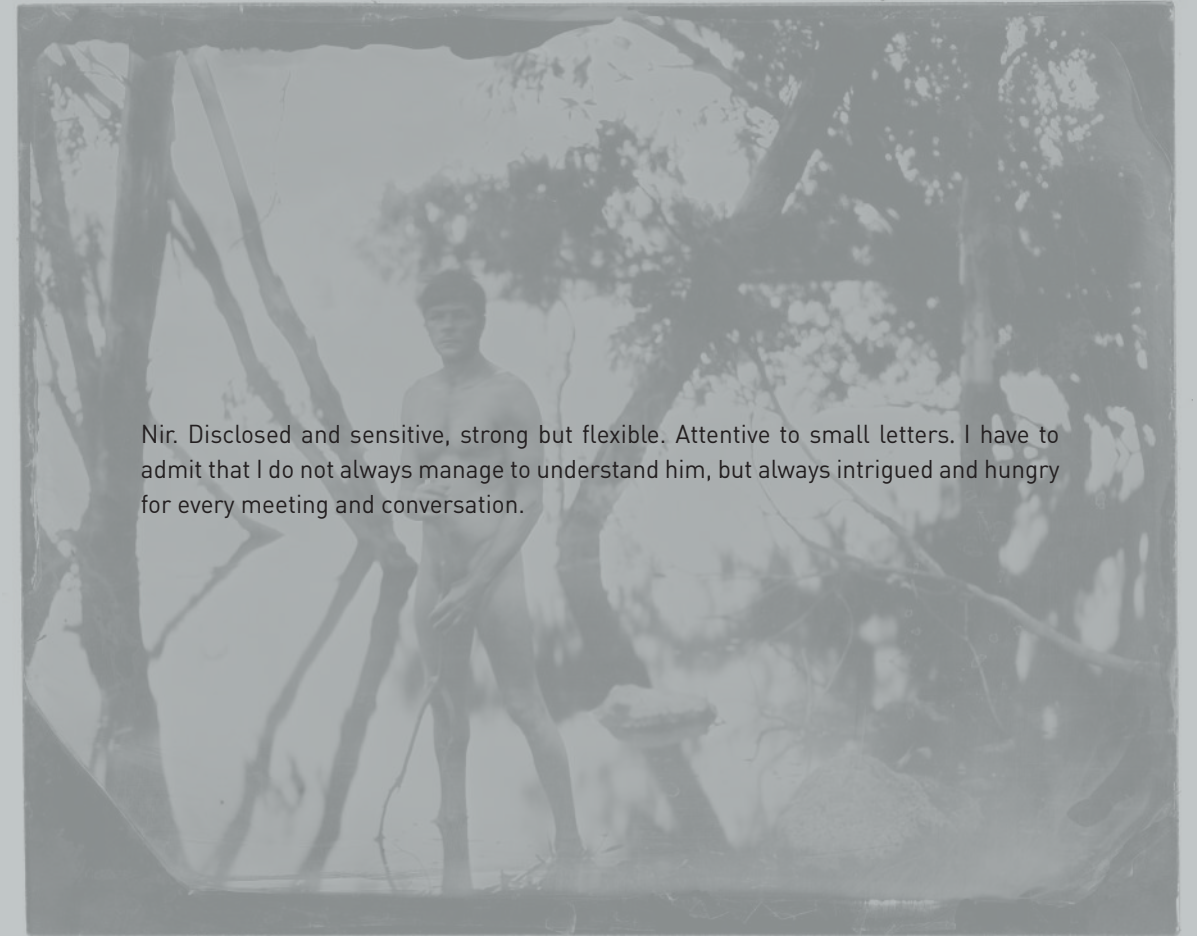 Nir. Disclosed and sensitive, strong but flexible. Attentive to small letters. I have to
admit that I do not always manage to understand him, but always intrigued and hungry
for every meeting and conversation.